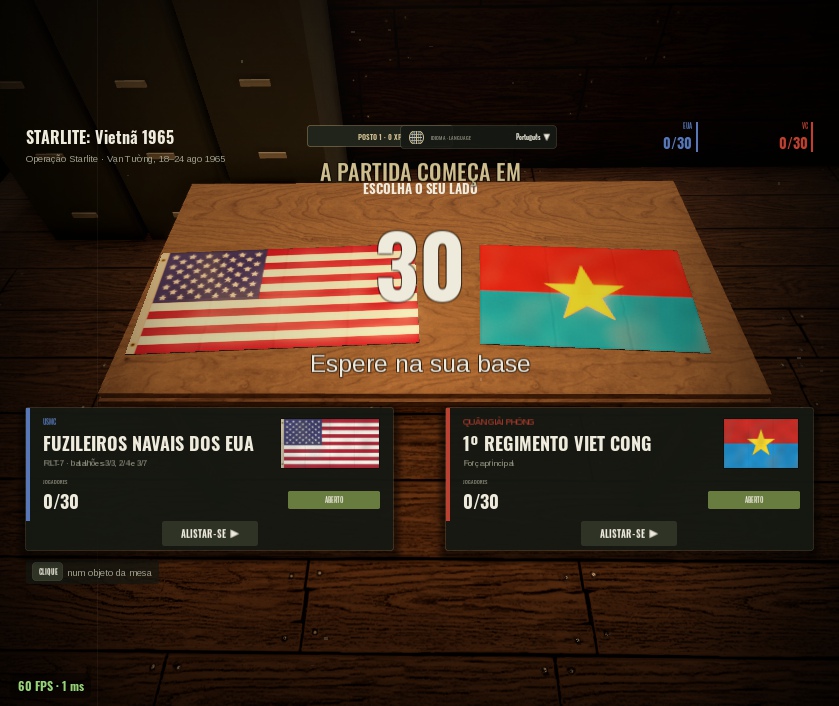 STARLITE: Vietnã 1965
Operação Starlite · Van Tường, 18–24 ago 1965
POSTO 1 · 0 XP
IDIOMA · LANGUAGE
Português ▼
EUA
0/30
VC
0/30
A PARTIDA COMEÇA EM
ESCOLHA O SEU LADO
30
Espere na sua base
USMC
FUZILEIROS NAVAIS DOS EUA
RLT-7 · batalhões 3/3, 2/4 e 3/7
JOGADORES
0/30
ABERTO
ALISTAR-SE ▶
QUÂN GIẢI PHÓNG
1º REGIMENTO VIET CONG
Força principal
JOGADORES
0/30
ABERTO
ALISTAR-SE ▶
CLIQUE num objeto da mesa
60 FPS · 1 ms